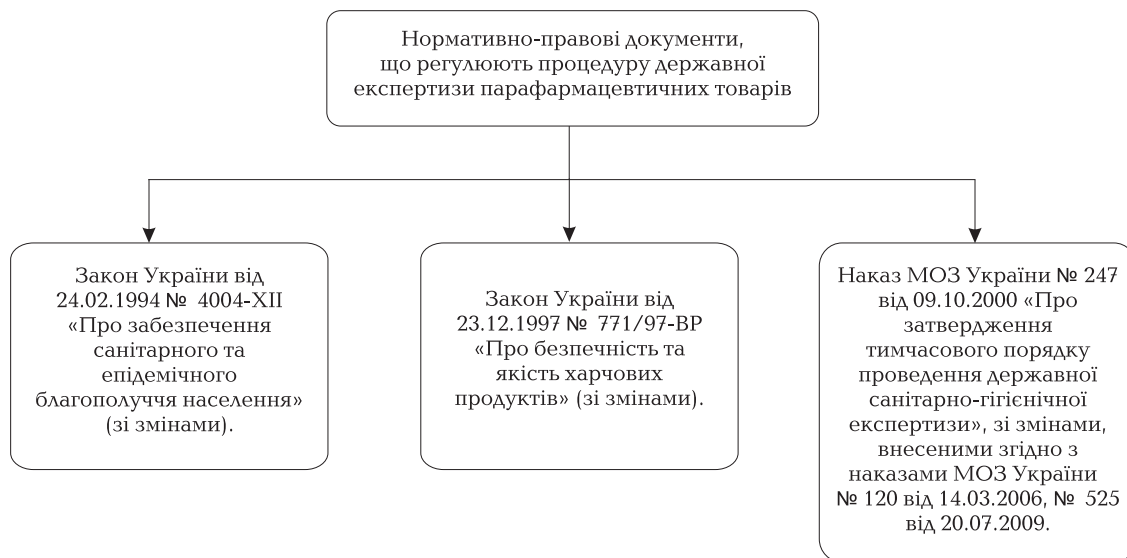 Нормативно-правові документи,
що регулюють процедуру державної
експертизи парафармацевтичних товарів
Закон України від
24.02.1994 № 4004-XII
«Про забезпечення
санітарного та
епідемічного
благополуччя населення»
(зі змінами).
Закон України від
23.12.1997 № 771/97-ВР
«Про безпечність та
якість харчових
продуктів» (зі змінами).
Наказ МОЗ України № 247
від 09.10.2000 «Про
затвердження
тимчасового порядку
проведення державної
санітарно-гігієнічної
експертизи», зі змінами,
внесеними згідно з
наказами МОЗ України
№ 120 від 14.03.2006, № 525
від 20.07.2009.